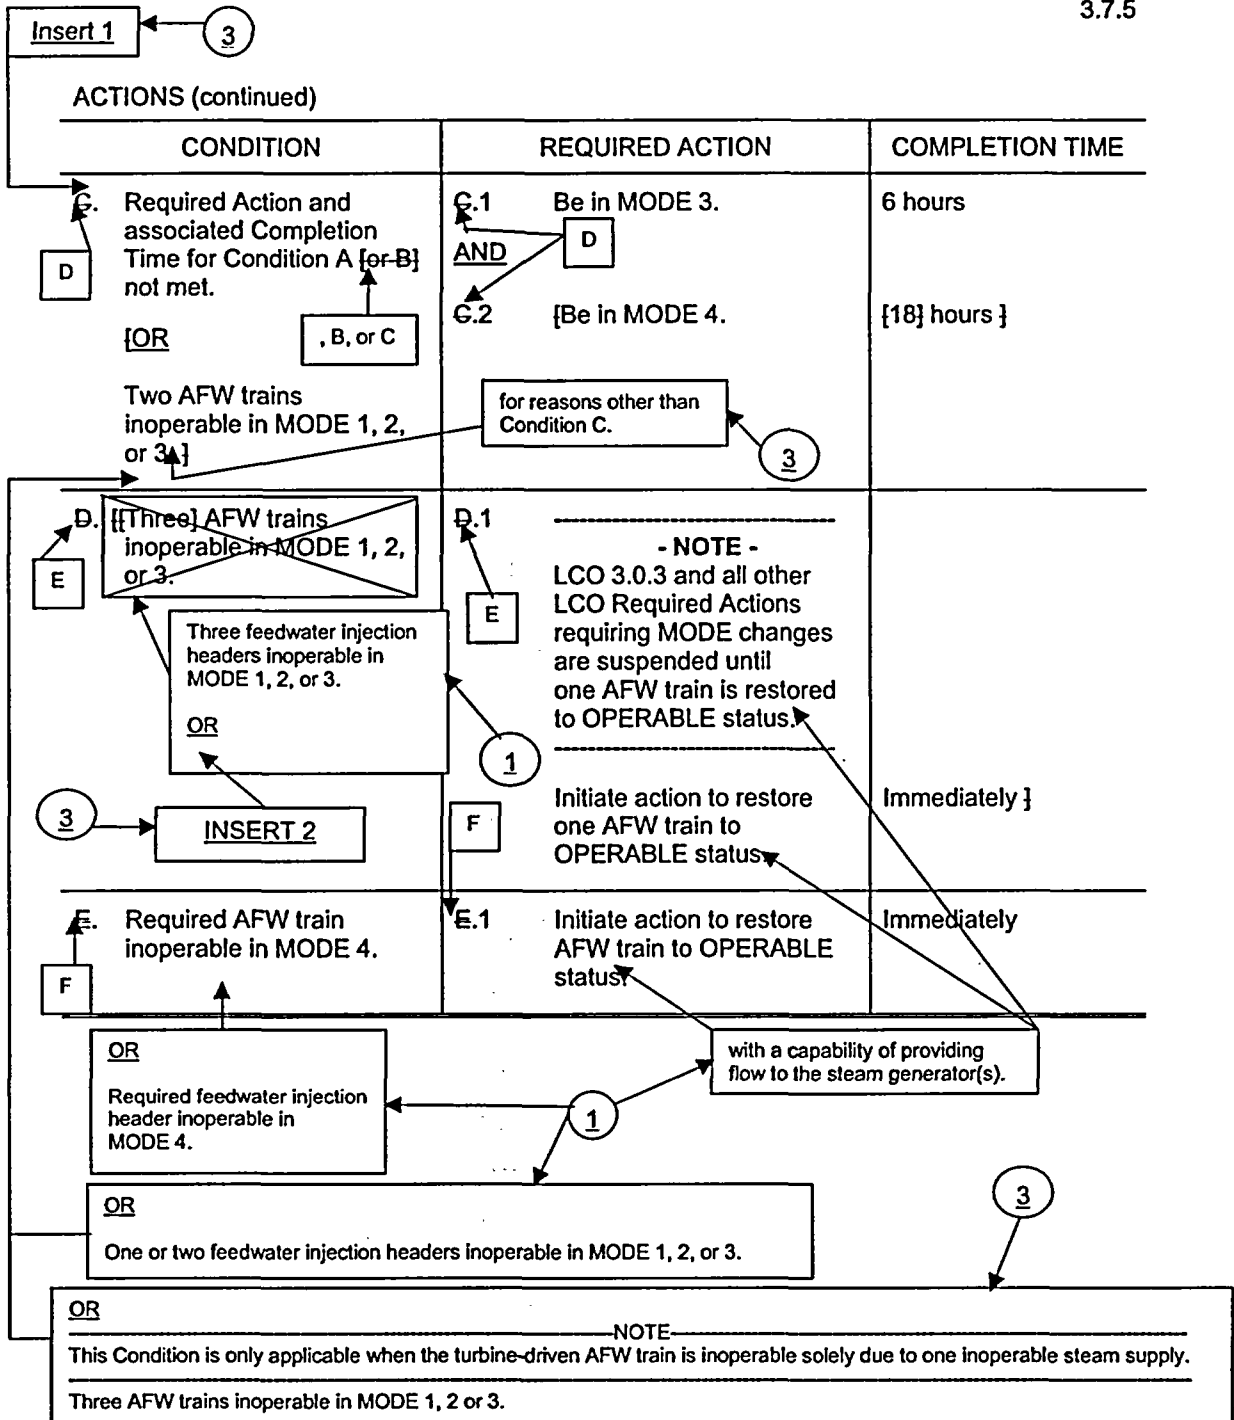 3.7.5
Insert 1
3
ACTIONS (continued)
CONDITION REQUIRED ACTION COMPLETION TIME
C. Required Action and
associated Completion
Time for Condition A [or B]
not met.
D
, B, or C
[OR
Two AFW trains
inoperable in MODE 1, 2,
or 3.]
C.1 Be in MODE 3. 6 hours
AND
D
C.2 [Be in MODE 4. [18] hours ]
for reasons other than
Condition C.
3
D. [[Three] AFW trains
inoperable in MODE 1, 2,
or 3.
E
Three feedwater injection
headers inoperable in
MODE 1, 2, or 3.
OR
1
3
INSERT 2
D.1
E
- NOTE -
LCO 3.0.3 and all other
LCO Required Actions
requiring MODE changes
are suspended until
one AFW train is restored
to OPERABLE status.
Initiate action to restore
one AFW train to
OPERABLE status.
Immediately ]
F
E. Required AFW train
inoperable in MODE 4.
F
E.1 Initiate action to restore
AFW train to OPERABLE
status.
Immediately
OR
Required feedwater injection
header inoperable in
MODE 4.
1
with a capability of providing
flow to the steam generator(s).
OR
One or two feedwater injection headers inoperable in MODE 1, 2, or 3.
3
OR
NOTE
This Condition is only applicable when the turbine-driven AFW train is inoperable solely due to one inoperable steam supply.
Three AFW trains inoperable in MODE 1, 2 or 3.